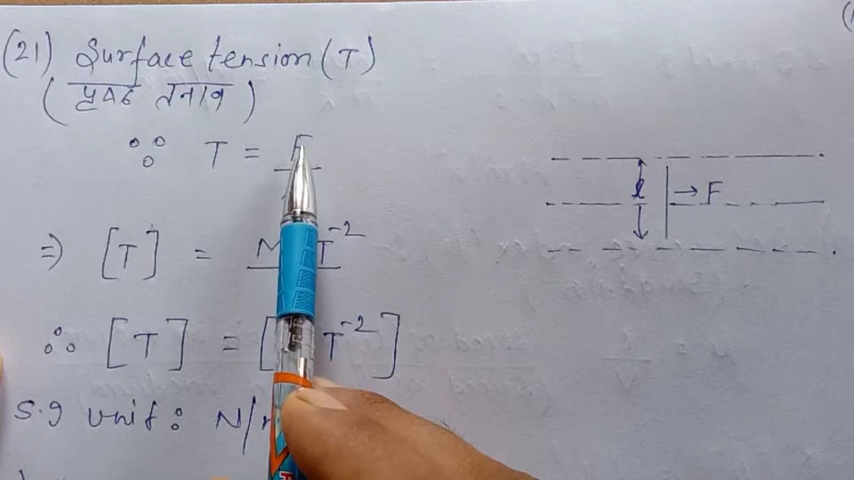 (21) Surface tension (T)
(पृष्ठ तनाव)
∵ T = F
l
→ F
⇒ [T] = M T⁻²
∴ [T] = [ T⁻²]
S.I unit : N/